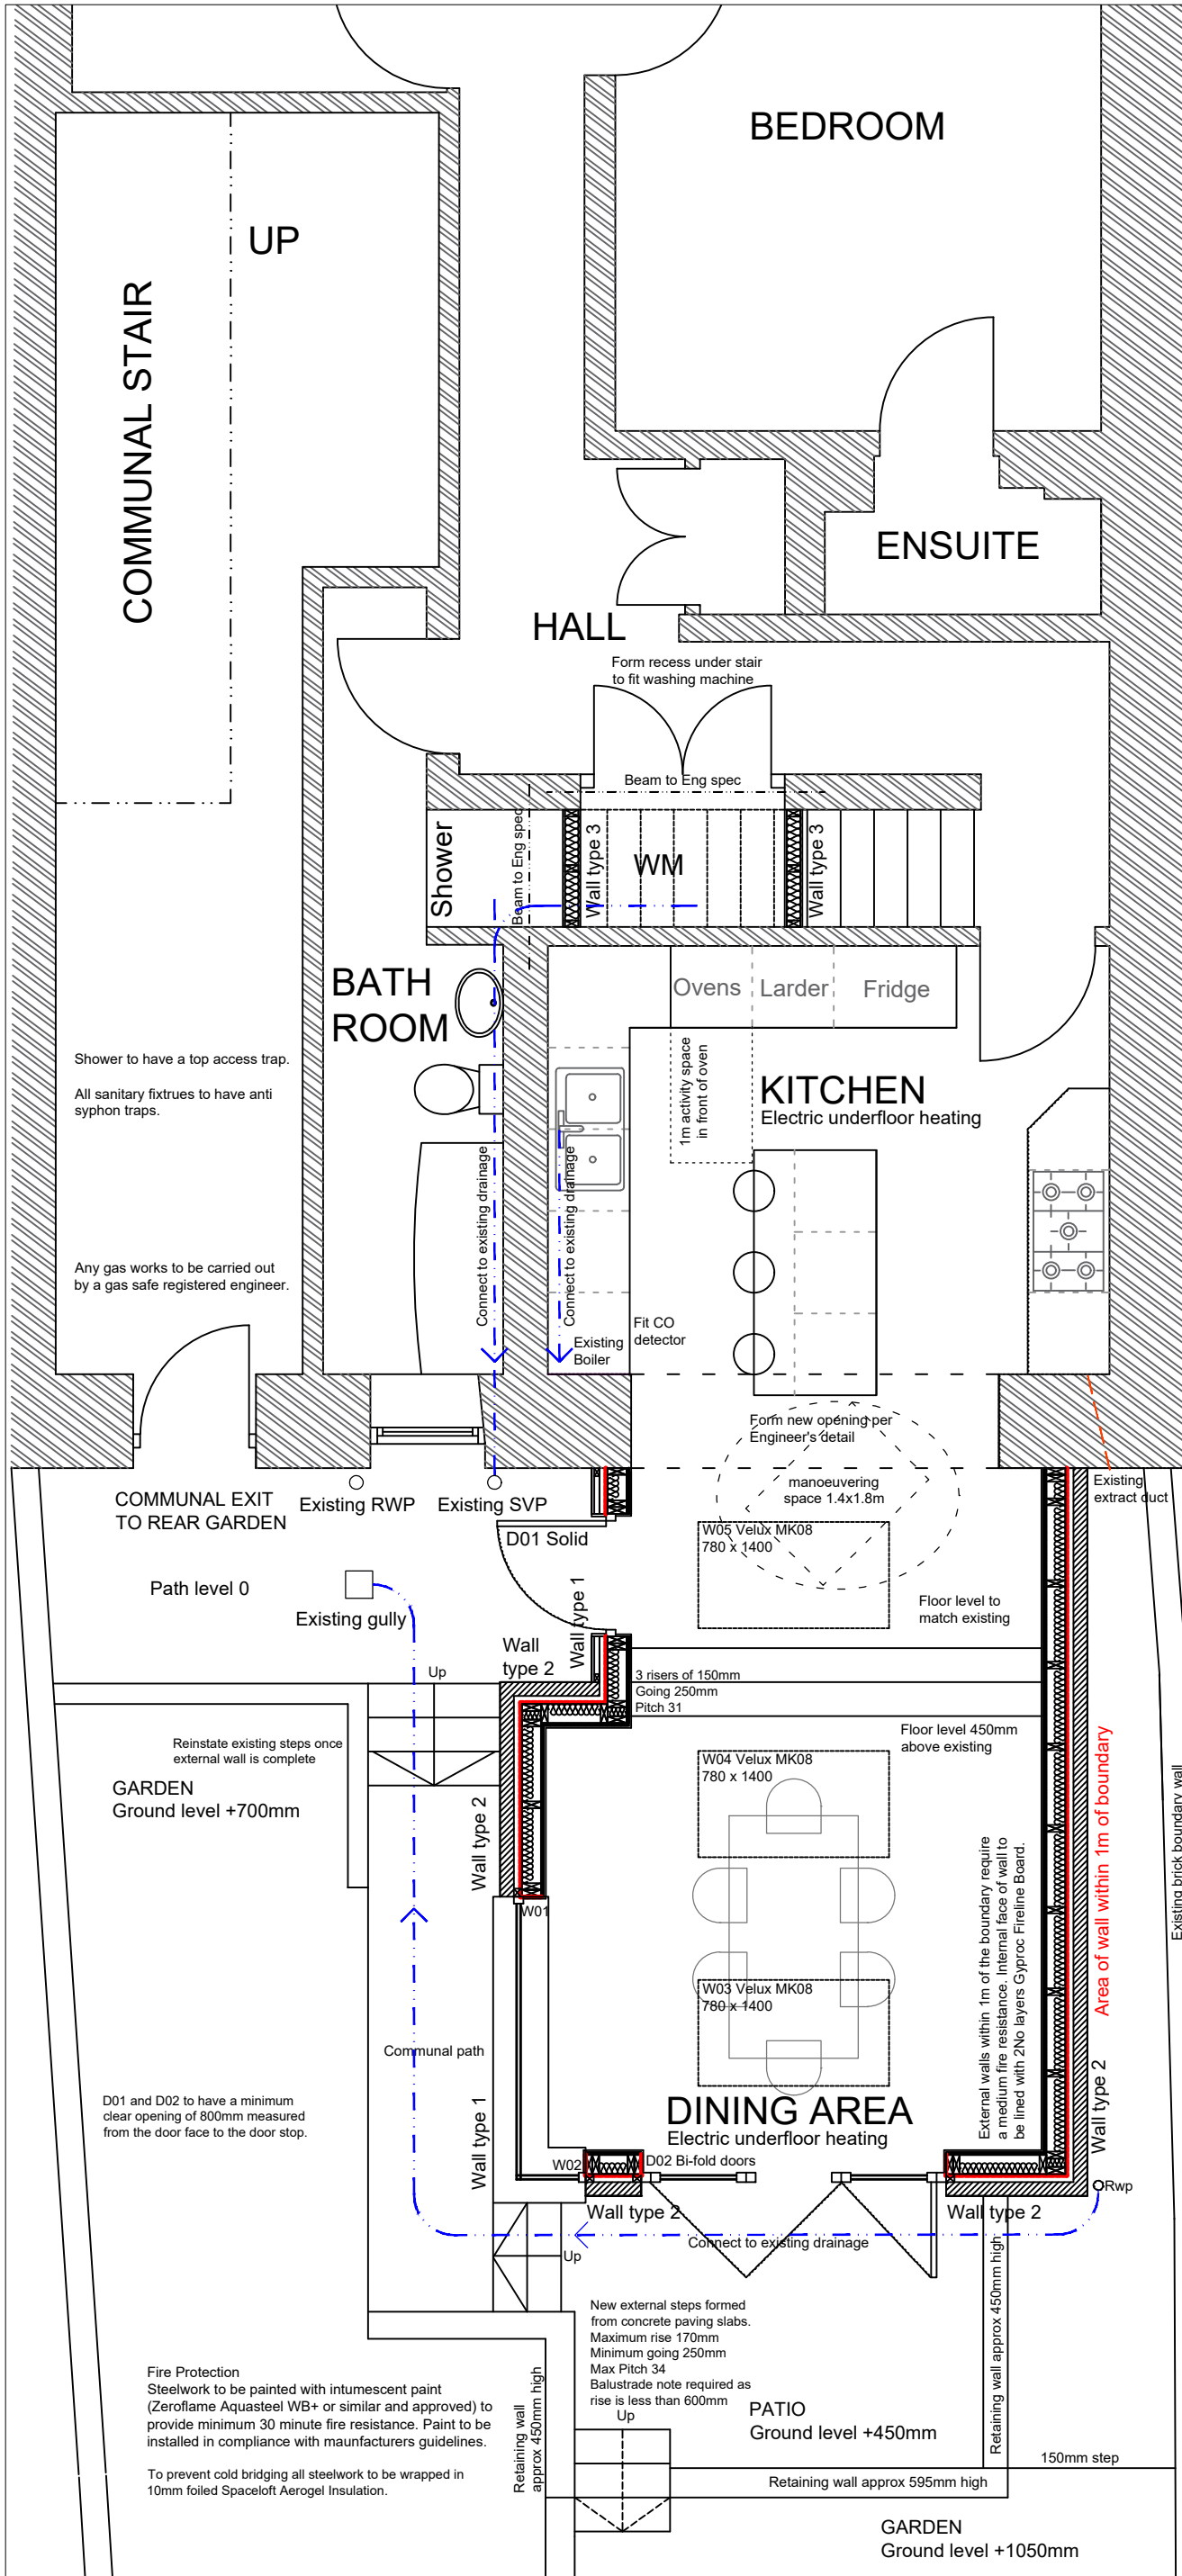 BEDROOM
UP
COMMUNAL STAIR
ENSUITE
HALL
Form recess under stair
to fit washing machine
Beam to Eng spec
Shower
Beam to Eng spec
Wall type 3
WM
Wall type 3
BATH
ROOM
Ovens
Larder
Fridge
1m activity space
in front of oven
KITCHEN
Electric underfloor heating
Shower to have a top access trap.
All sanitary fixtrues to have anti
syphon traps.
Connect to existing drainage
Connect to existing drainage
Any gas works to be carried out
by a gas safe registered engineer.
Fit CO
detector
Existing
Boiler
Form new opening per
Engineer's detail
manoeuvering
space 1.4x1.8m
Existing
extract duct
COMMUNAL EXIT
TO REAR GARDEN
Existing RWP
Existing SVP
D01 Solid
W05 Velux MK08
780 x 1400
Path level 0
Existing gully
Wall type 1
Floor level to
match existing
Wall
type 2
Up
3 risers of 150mm
Going 250mm
Pitch 31
Reinstate existing steps once
external wall is complete
Floor level 450mm
above existing
GARDEN
Ground level +700mm
W04 Velux MK08
780 x 1400
Wall type 2
W01
External walls within 1m of the boundary require
a medium fire resistance. Internal face of wall to
be lined with 2No layers Gyproc Fireline Board.
Area of wall within 1m of boundary
Existing brick boundary wall
W03 Velux MK08
780 x 1400
Communal path
D01 and D02 to have a minimum
clear opening of 800mm measured
from the door face to the door stop.
Wall type 1
DINING AREA
Electric underfloor heating
Wall type 2
W02
D02 Bi-fold doors
Rwp
Wall type 2
Wall type 2
Connect to existing drainage
Up
New external steps formed
from concrete paving slabs.
Maximum rise 170mm
Minimum going 250mm
Max Pitch 34
Balustrade note required as
rise is less than 600mm
Up
Retaining wall approx 450mm high
Fire Protection
Steelwork to be painted with intumescent paint
(Zeroflame Aquasteel WB+ or similar and approved) to
provide minimum 30 minute fire resistance. Paint to be
installed in compliance with maunfacturers guidelines.
To prevent cold bridging all steelwork to be wrapped in
10mm foiled Spaceloft Aerogel Insulation.
Retaining wall
approx 450mm high
PATIO
Ground level +450mm
150mm step
Retaining wall approx 595mm high
GARDEN
Ground level +1050mm